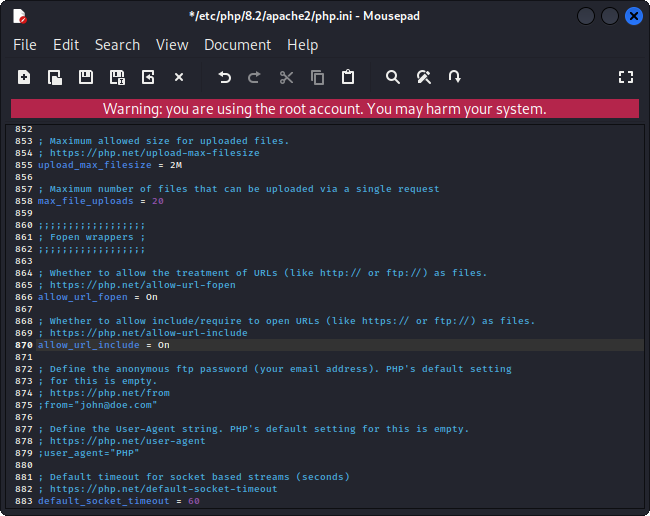 */etc/php/8.2/apache2/php.ini - Mousepad
File Edit Search View Document Help
Warning: you are using the root account. You may harm your system.
852
853 ; Maximum allowed size for uploaded files.
854 ; https://php.net/upload-max-filesize
855 upload_max_filesize = 2M
856
857 ; Maximum number of files that can be uploaded via a single request
858 max_file_uploads = 20
859
860 ;;;;;;;;;;;;;;;;;;
861 ; Fopen wrappers ;
862 ;;;;;;;;;;;;;;;;;;
863
864 ; Whether to allow the treatment of URLs (like http:// or ftp://) as files.
865 ; https://php.net/allow-url-fopen
866 allow_url_fopen = On
867
868 ; Whether to allow include/require to open URLs (like https:// or ftp://) as files.
869 ; https://php.net/allow-url-include
870 allow_url_include = On
871
872 ; Define the anonymous ftp password (your email address). PHP's default setting
873 ; for this is empty.
874 ; https://php.net/from
875 ;from="john@doe.com"
876
877 ; Define the User-Agent string. PHP's default setting for this is empty.
878 ; https://php.net/user-agent
879 ;user_agent="PHP"
880
881 ; Default timeout for socket based streams (seconds)
882 ; https://php.net/default-socket-timeout
883 default_socket_timeout = 60